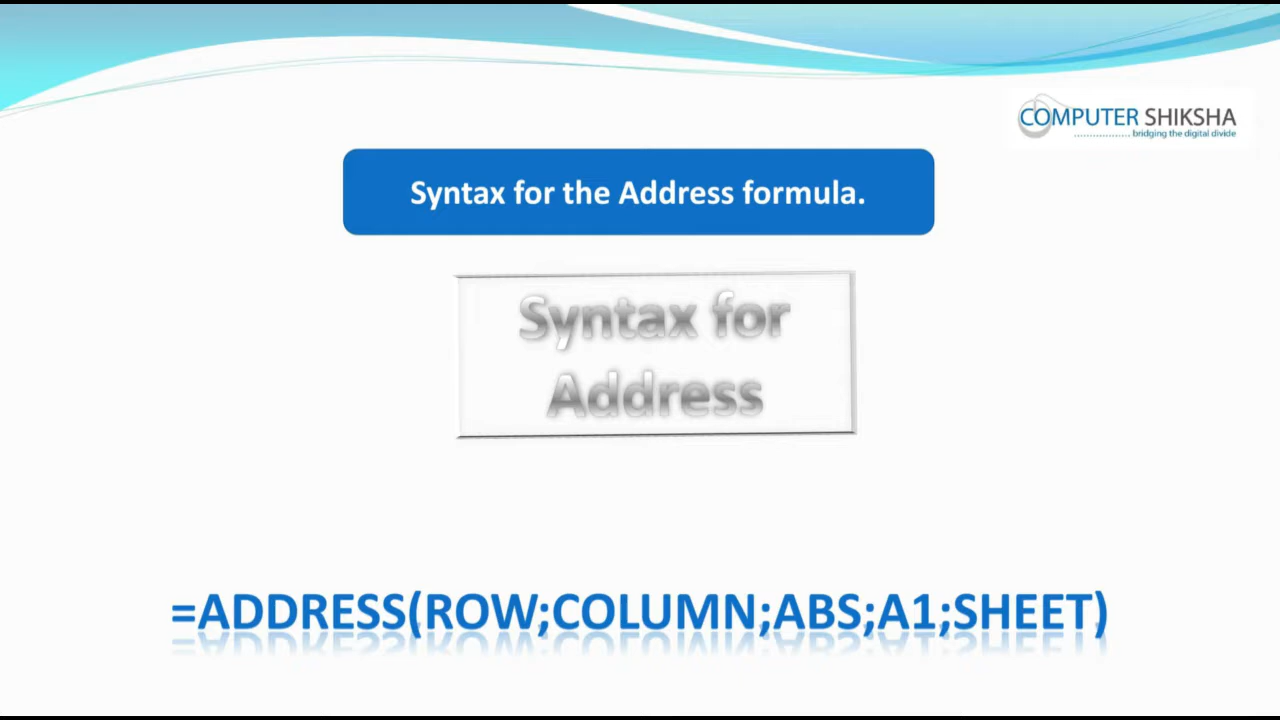 COMPUTER SHIKSHA
bridging the digital divide
Syntax for the Address formula.
Syntax for
Address
=ADDRESS(ROW;COLUMN;ABS;A1;SHEET)